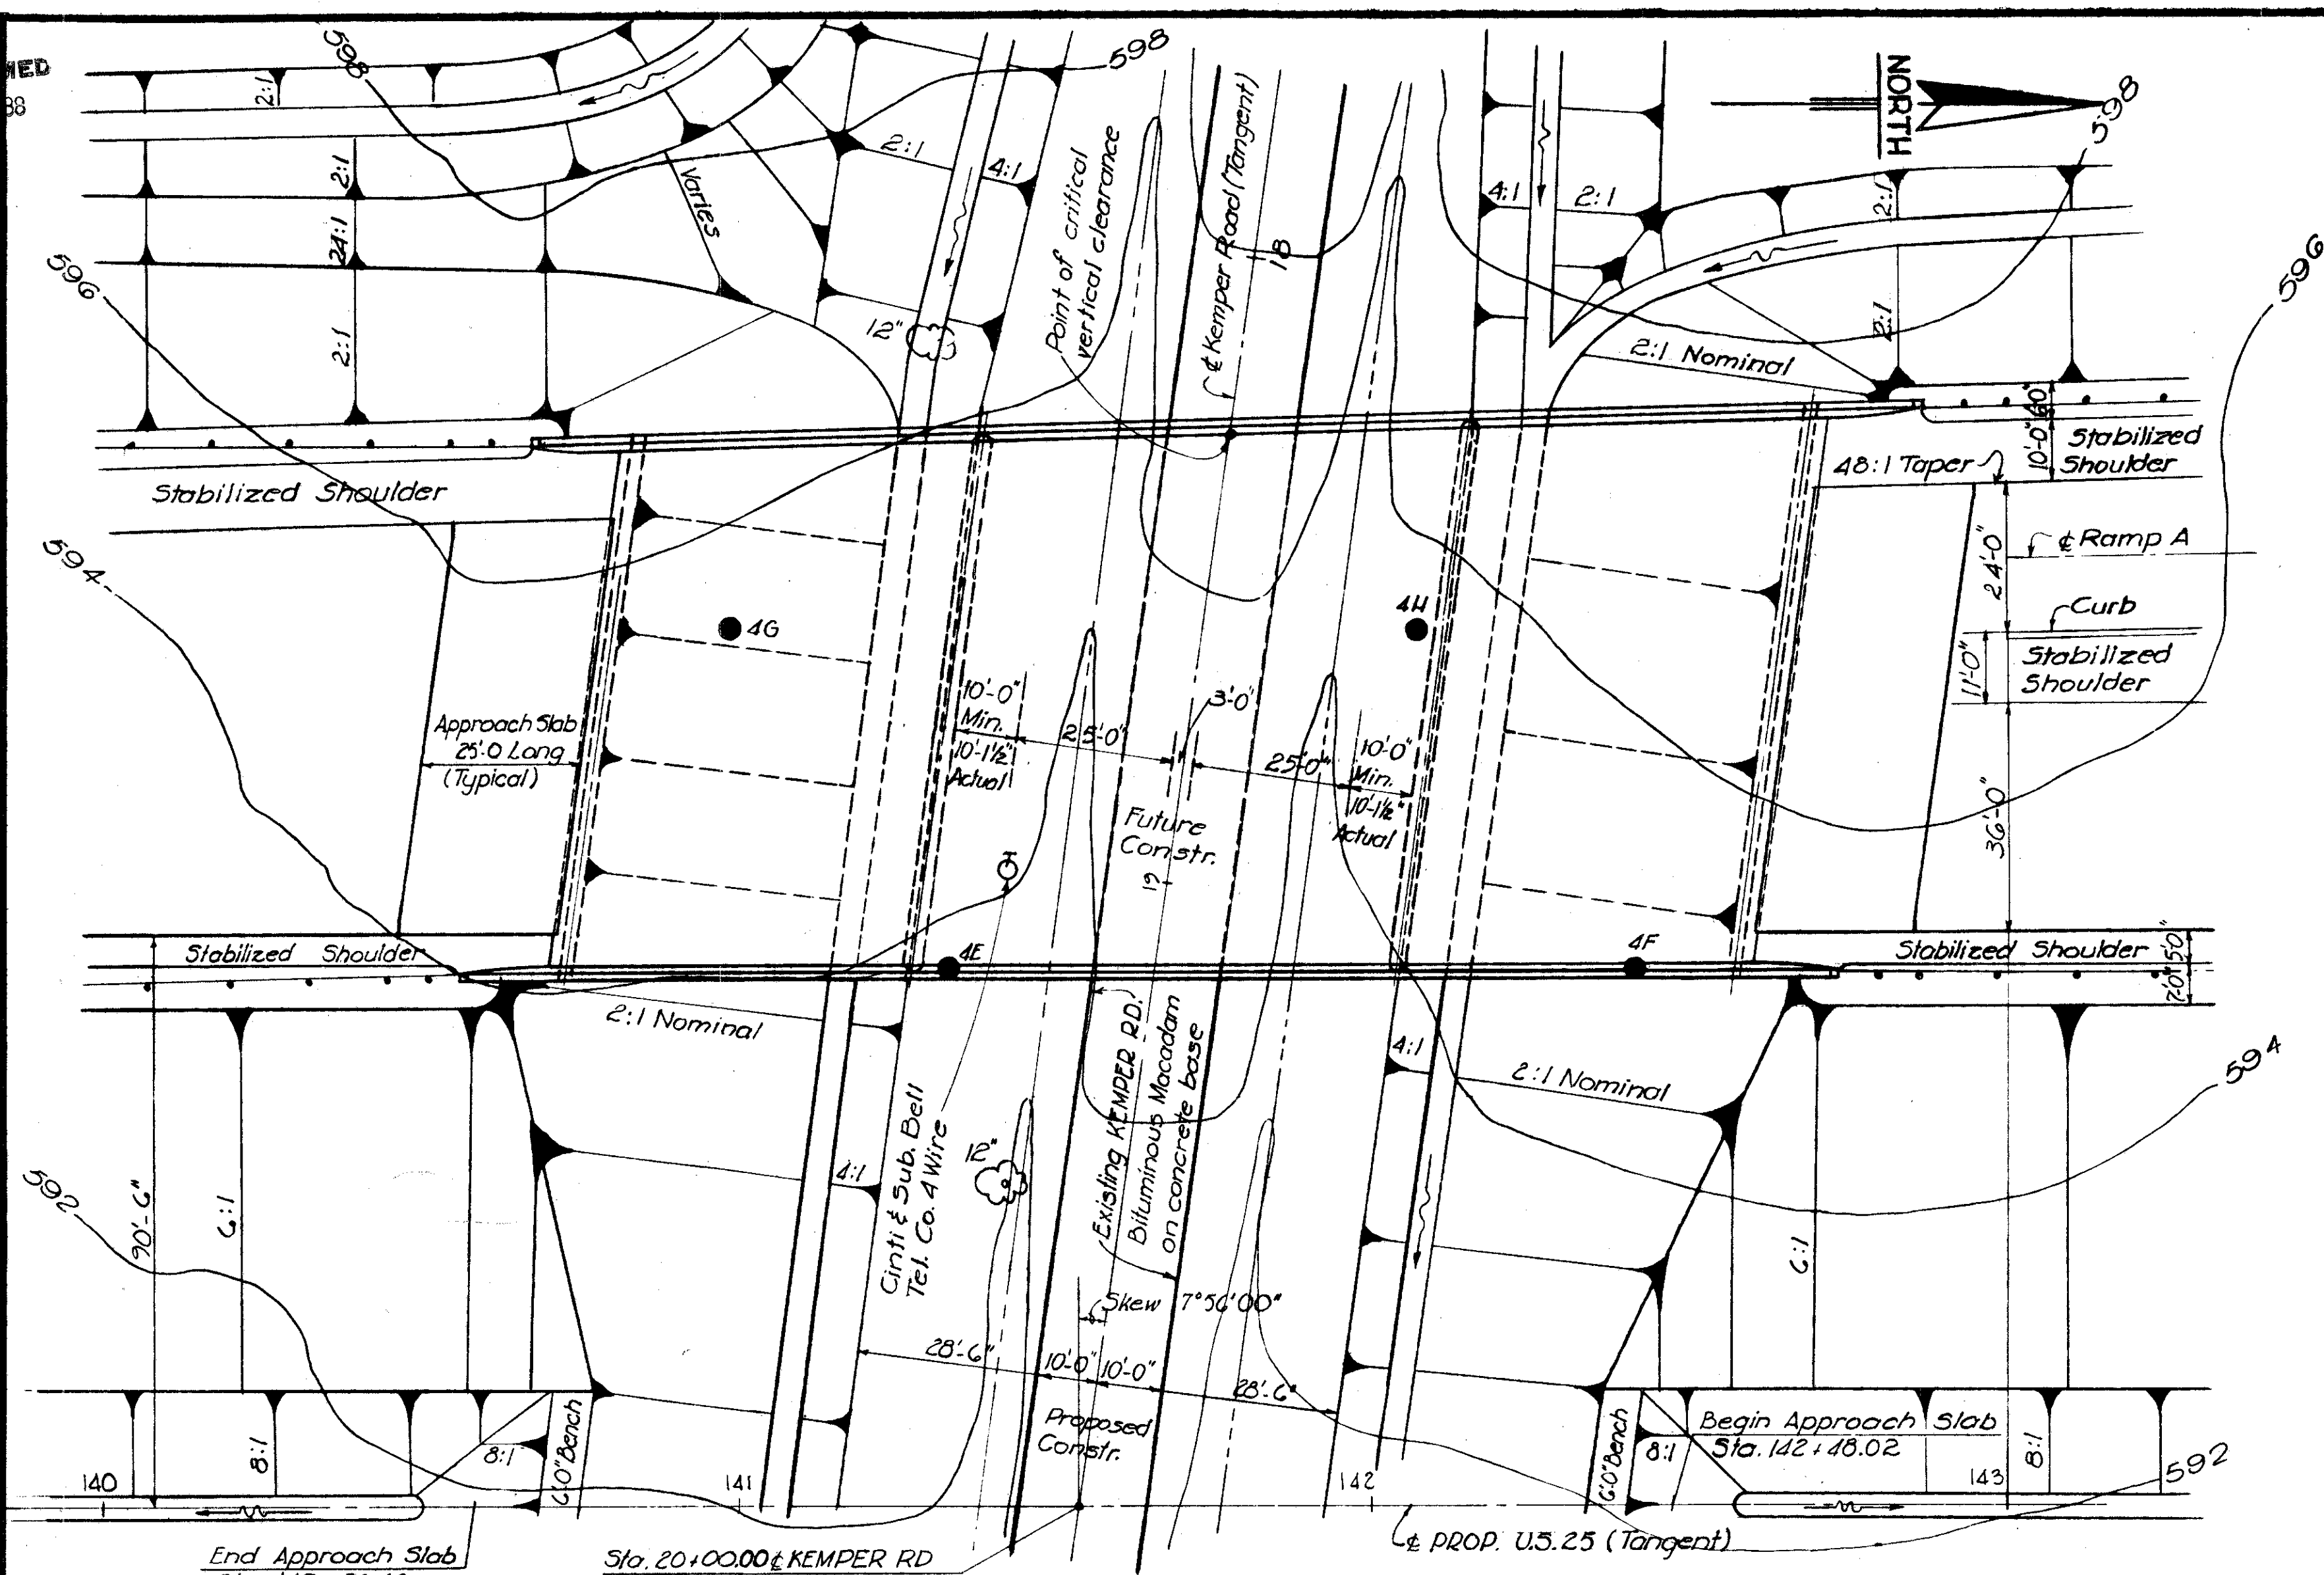 598
598
NORTH
598
2:1
2:1
24:1
2:1
Varies
2:1
4:1
12"
Point of critical
vertical clearance
₵ Kemper Road (Tangent)
18
4:1
2:1
2:1
2:1
2:1 Nominal
596
596
Stabilized Shoulder
48:1 Taper
10'-0"
Stabilized
Shoulder
594
₵ Ramp A
24'-0"
Curb
11'-0"
Stabilized
Shoulder
36'-0"
4G
4H
Approach Slab
25'-0 Long
(Typical)
10'-0"
Min.
10'-1½"
Actual
25'-0"
3'-0"
25'-0"
10'-0"
Min.
10'-1½"
Actual
Future
Constr.
19
Stabilized Shoulder
4E
4F
Stabilized Shoulder
5'-0"
7'-0"
2:1 Nominal
Existing KEMPER RD.
Bituminous Macadam
on concrete base
4:1
2:1 Nominal
594
592
90'-6"
6:1
4:1
Cinti & Sub. Bell
Tel. Co. 4 Wire
12"
6:1
Skew 7°56'00"
28'-6"
10'-0"
10'-0"
28'-6"
Proposed
Constr.
8:1
8:1
6'-0" Bench
6'-0" Bench
8:1
Begin Approach Slab
Sta. 142+48.02
8:1
592
140
141
142
143
End Approach Slab
Sta. 20+00.00 ₵ KEMPER RD
₵ PROP. U.S. 25 (Tangent)